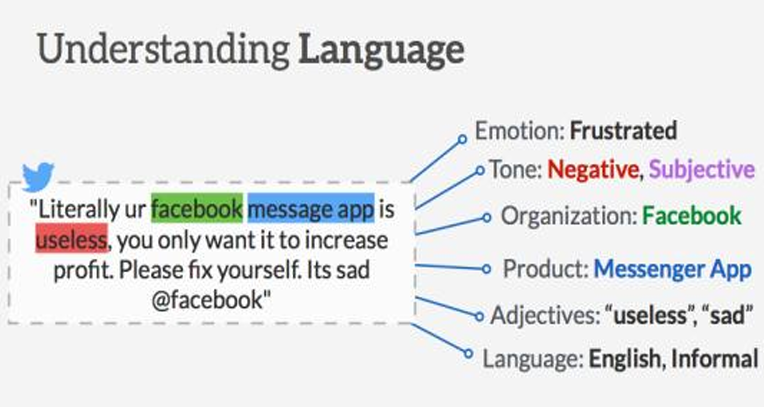 Understanding Language
"Literally ur facebook message app is
useless, you only want it to increase
profit. Please fix yourself. Its sad
@facebook"
Emotion: Frustrated
Tone: Negative, Subjective
Organization: Facebook
Product: Messenger App
Adjectives: “useless”, “sad”
Language: English, Informal